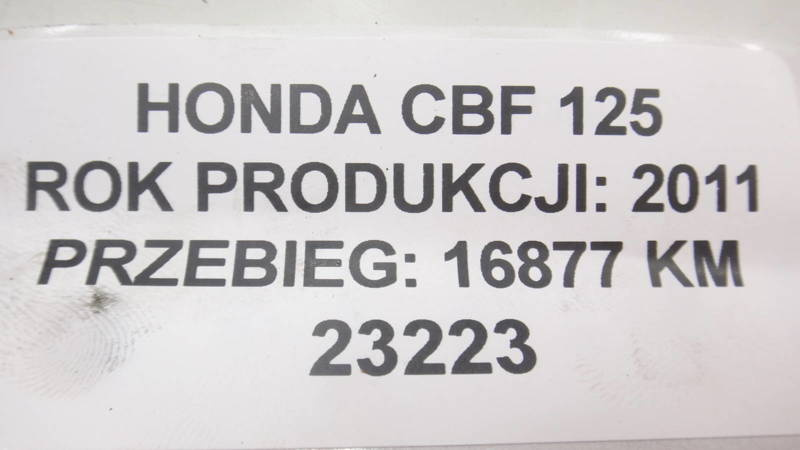 HONDA CBF 125
ROK PRODUKCJI: 2011
PRZEBIEG: 16877 KM
23223